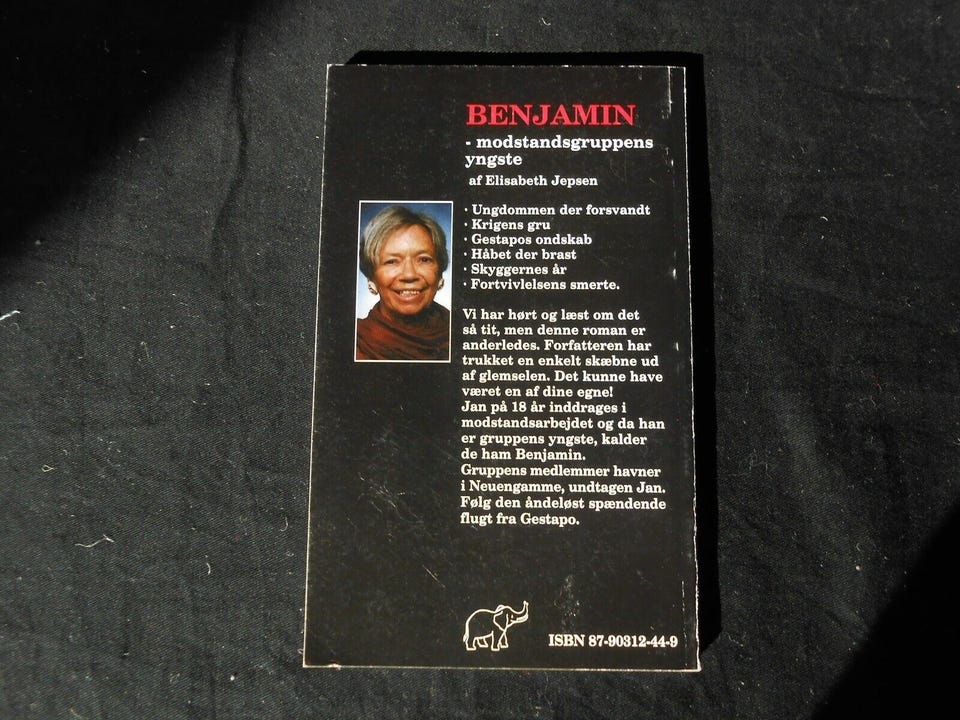 BENJAMIN
- modstandsgruppens
yngste
af Elisabeth Jepsen
· Ungdommen der forsvandt
· Krigens gru
· Gestapos ondskab
· Håbet der brast
· Skyggernes år
· Fortvivlelsens smerte.
Vi har hørt og læst om det
så tit, men denne roman er
anderledes. Forfatteren har
trukket en enkelt skæbne ud
af glemselen. Det kunne have
været en af dine egne!
Jan på 18 år inddrages i
modstandsarbejdet og da han
er gruppens yngste, kalder
de ham Benjamin.
Gruppens medlemmer havner
i Neuengamme, undtagen Jan.
Følg den åndeløst spændende
flugt fra Gestapo.
ISBN 87-90312-44-9